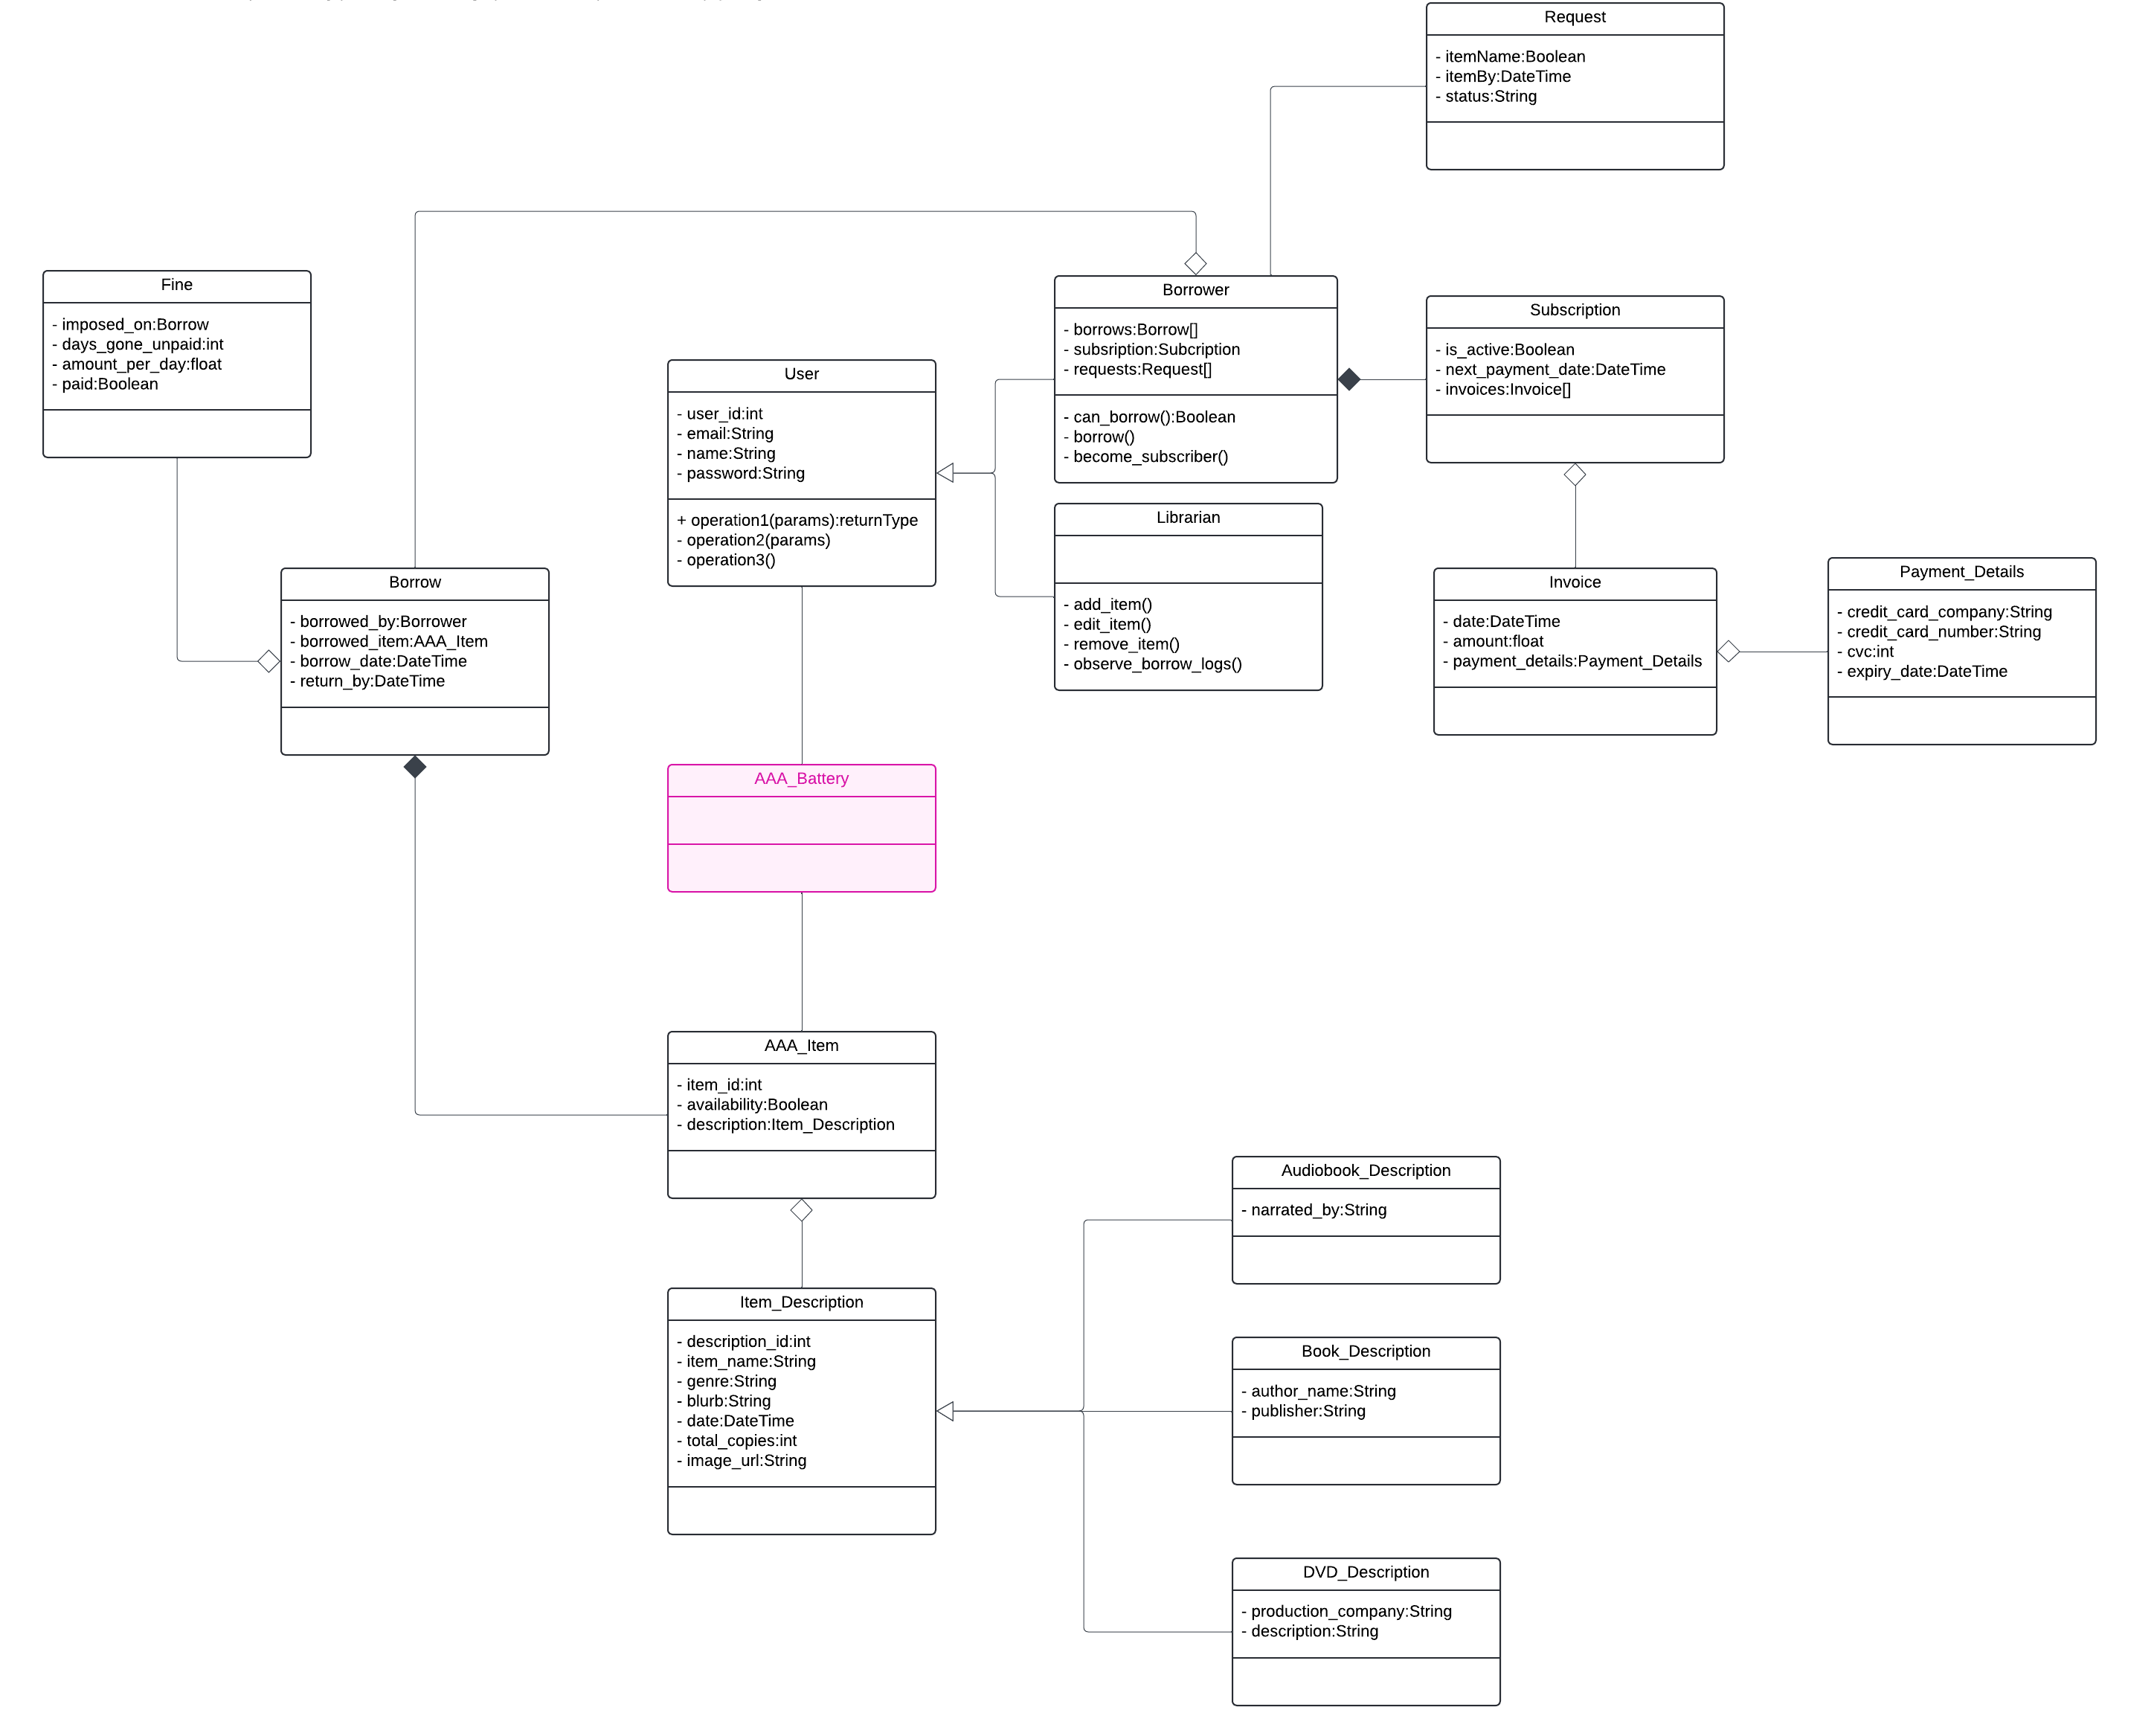 Request
- itemName:Boolean
- itemBy:DateTime
- status:String
Fine
- imposed_on:Borrow
- days_gone_unpaid:int
- amount_per_day:float
- paid:Boolean
Borrower
- borrows:Borrow[]
- subsription:Subcription
- requests:Request[]
- can_borrow():Boolean
- borrow()
- become_subscriber()
Subscription
- is_active:Boolean
- next_payment_date:DateTime
- invoices:Invoice[]
User
- user_id:int
- email:String
- name:String
- password:String
+ operation1(params):returnType
- operation2(params)
- operation3()
Librarian
- add_item()
- edit_item()
- remove_item()
- observe_borrow_logs()
Borrow
- borrowed_by:Borrower
- borrowed_item:AAA_Item
- borrow_date:DateTime
- return_by:DateTime
Invoice
- date:DateTime
- amount:float
- payment_details:Payment_Details
Payment_Details
- credit_card_company:String
- credit_card_number:String
- cvc:int
- expiry_date:DateTime
AAA_Battery
AAA_Item
- item_id:int
- availability:Boolean
- description:Item_Description
Audiobook_Description
- narrated_by:String
Item_Description
- description_id:int
- item_name:String
- genre:String
- blurb:String
- date:DateTime
- total_copies:int
- image_url:String
Book_Description
- author_name:String
- publisher:String
DVD_Description
- production_company:String
- description:String